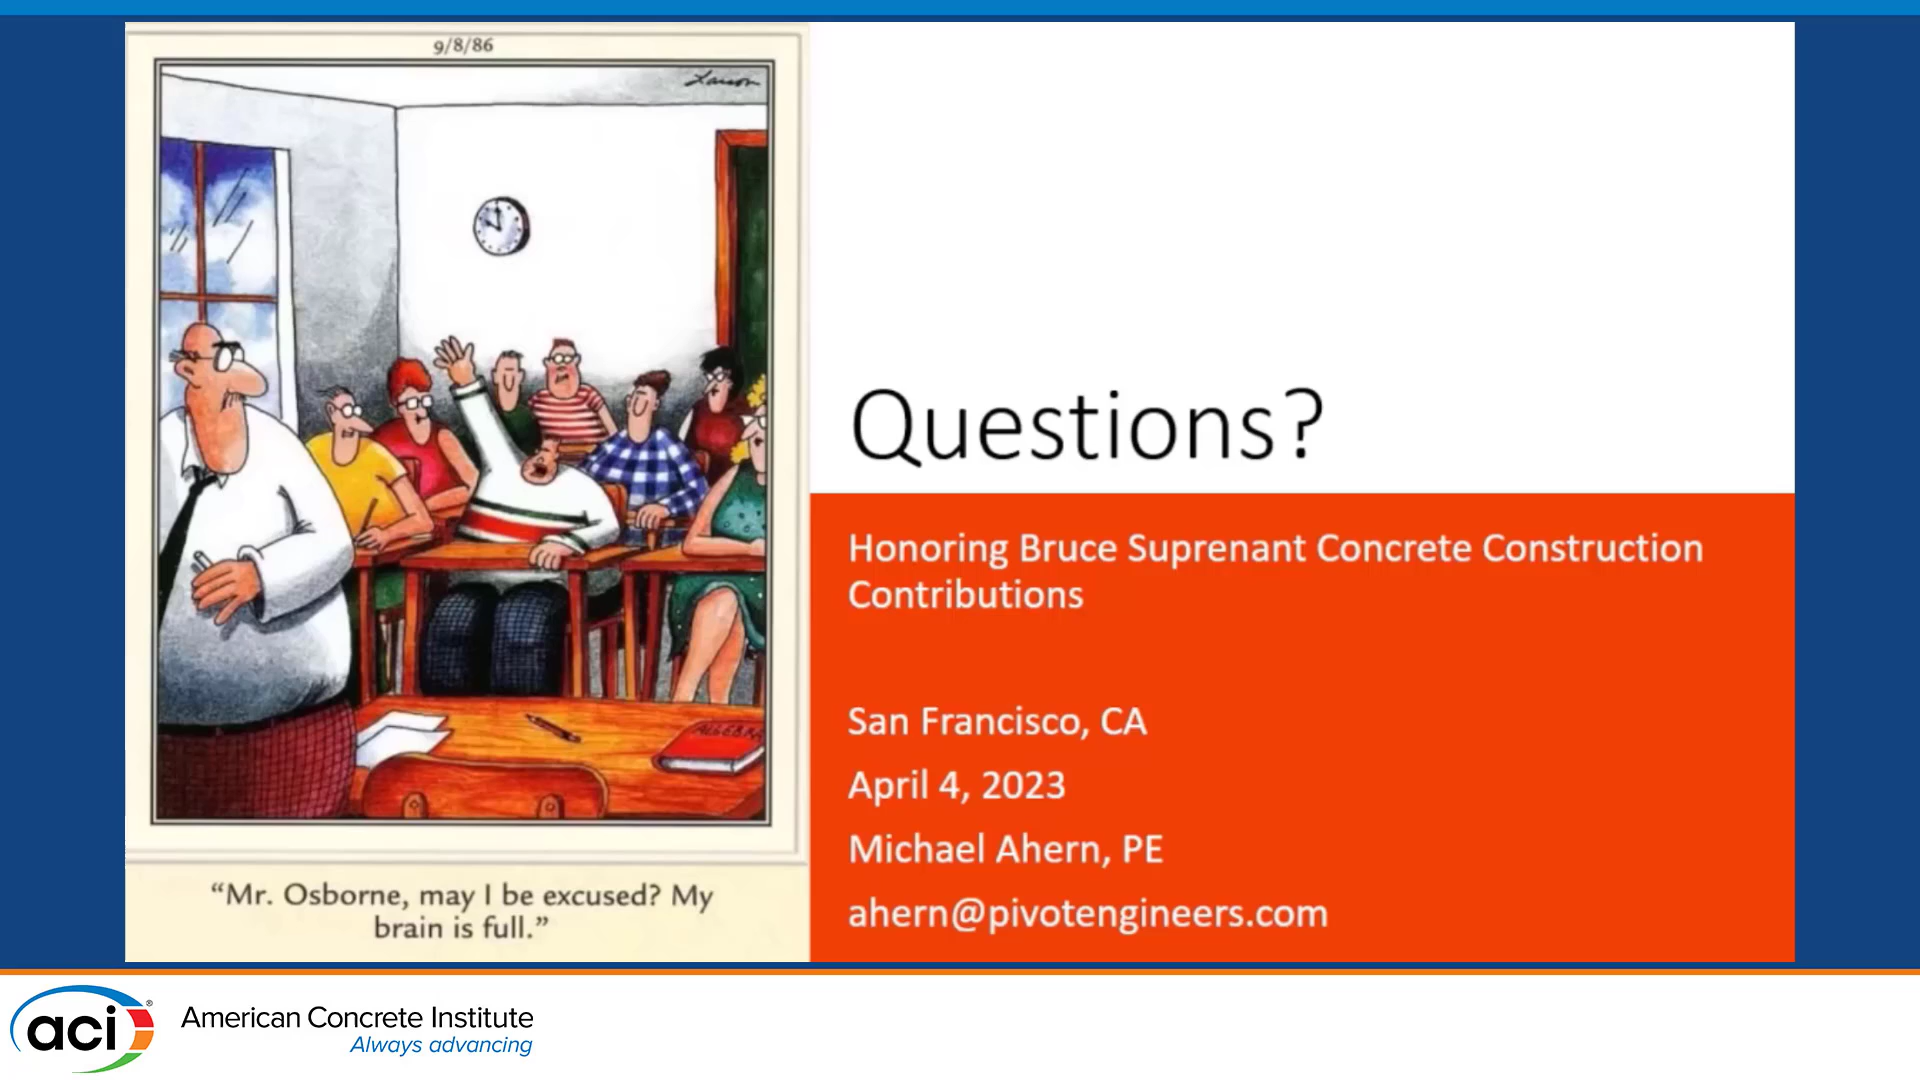 9/8/86
Larson
ALGEBRA
“Mr. Osborne, may I be excused? My
brain is full.”
Questions?
Honoring Bruce Suprenant Concrete Construction
Contributions
San Francisco, CA
April 4, 2023
Michael Ahern, PE
ahern@pivotengineers.com
aci®
American Concrete Institute
Always advancing